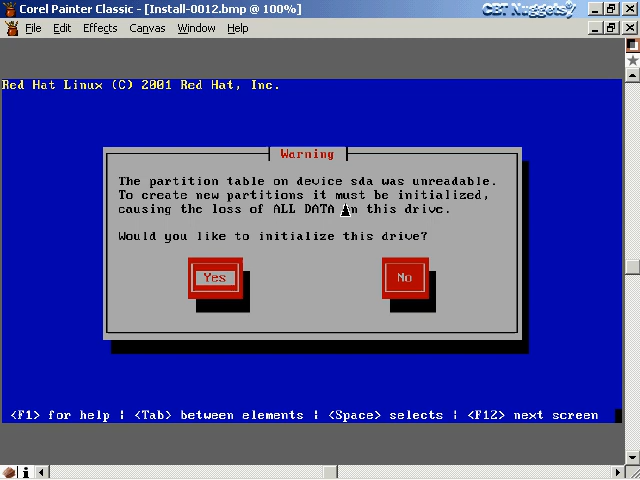 Corel Painter Classic - [Install-0012.bmp @ 100%]
CBT Nuggets
File Edit Effects Canvas Window Help
Red Hat Linux (C) 2001 Red Hat, Inc.
Warning
The partition table on device sda was unreadable.
To create new partitions it must be initialized,
causing the loss of ALL DATA on this drive.
Would you like to initialize this drive?
Yes No
<F1> for help | <Tab> between elements | <Space> selects | <F12> next screen